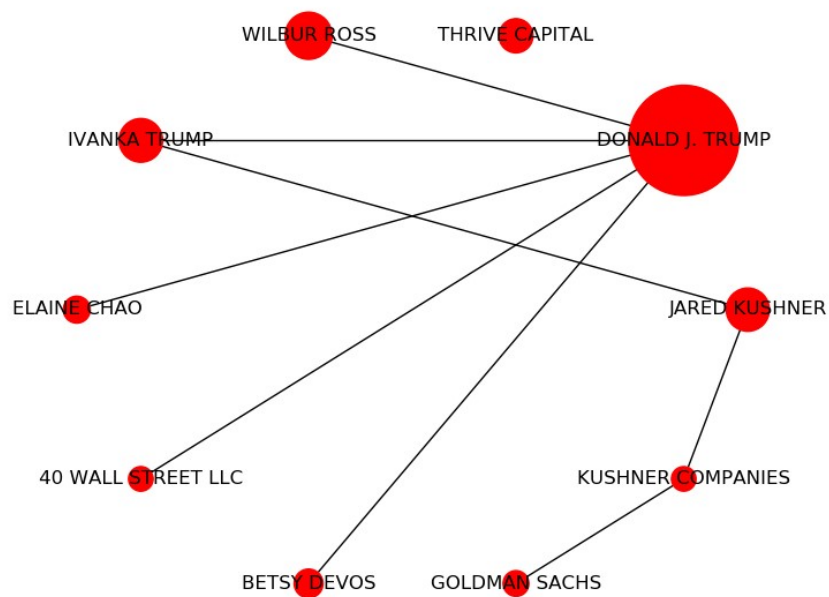 WILBUR ROSS
THRIVE CAPITAL
IVANKA TRUMP
DONALD J. TRUMP
ELAINE CHAO
JARED KUSHNER
40 WALL STREET LLC
KUSHNER COMPANIES
BETSY DEVOS
GOLDMAN SACHS